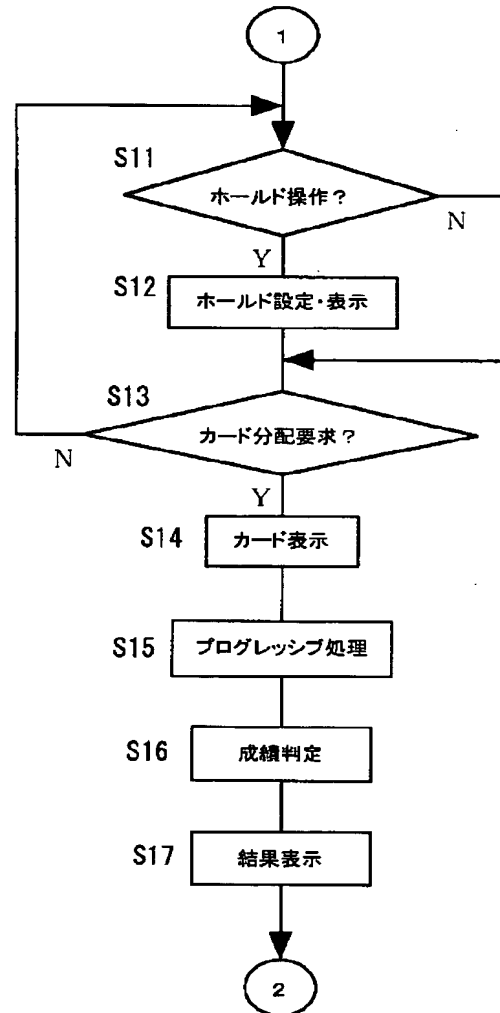 1
S11
ホールド操作？
N
Y
S12
ホールド設定・表示
S13
カード分配要求？
N
Y
S14
カード表示
S15
プログレッシブ処理
S16
成績判定
S17
結果表示
2